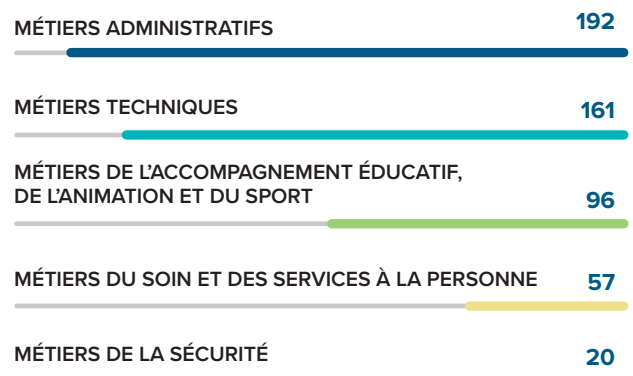 MÉTIERS ADMINISTRATIFS 192
MÉTIERS TECHNIQUES 161
MÉTIERS DE L'ACCOMPAGNEMENT ÉDUCATIF,
DE L'ANIMATION ET DU SPORT 96
MÉTIERS DU SOIN ET DES SERVICES À LA PERSONNE 57
MÉTIERS DE LA SÉCURITÉ 20